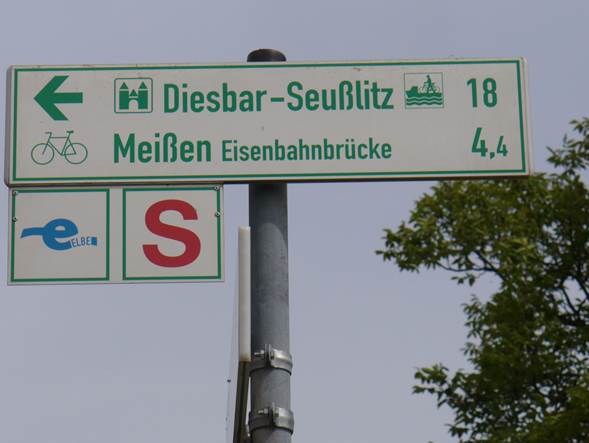 Diesbar-Seußlitz 18
Meißen Eisenbahnbrücke 4,4
e ELBE S